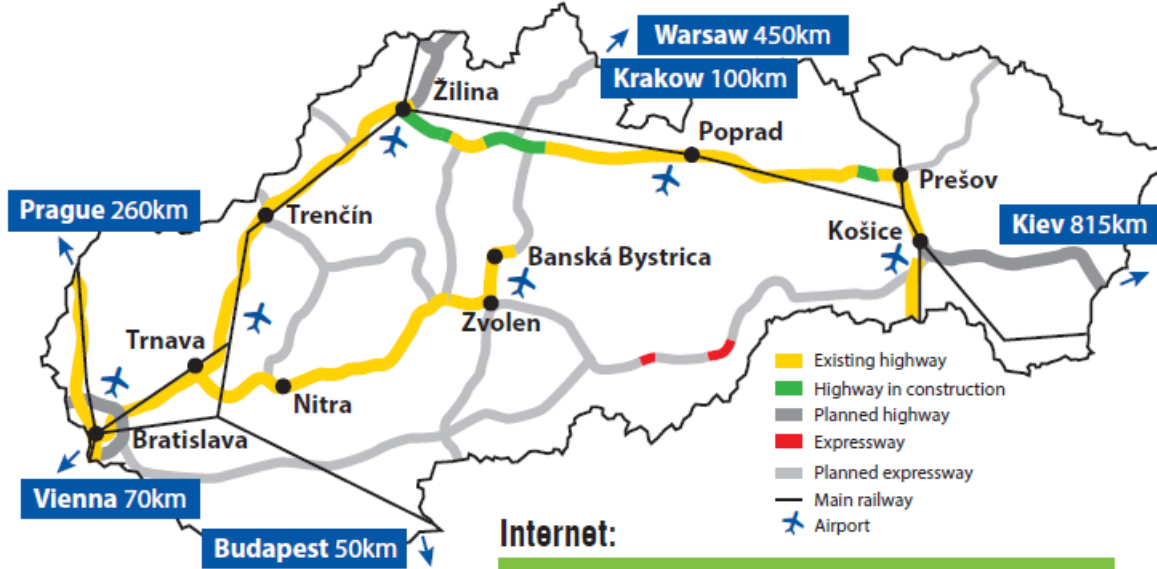 Warsaw 450km
Krakow 100km
Žilina
Poprad
Prešov
Prague 260km
Trenčín
Košice
Kiev 815km
Banská Bystrica
Zvolen
Trnava
Nitra
Bratislava
Vienna 70km
Budapest 50km
Existing highway
Highway in construction
Planned highway
Expressway
Planned expressway
Main railway
Airport
Internet: